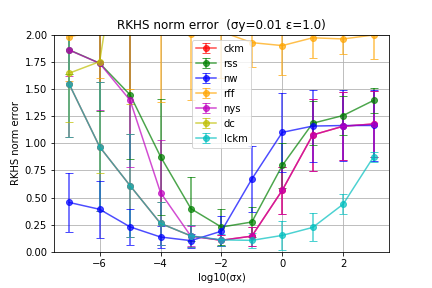 RKHS norm error  (σy=0.01 ε=1.0)
RKHS norm error
2.00
1.75
1.50
1.25
1.00
0.75
0.50
0.25
0.00
ckm
rss
nw
rff
nys
dc
lckm
−6 −4 −2 0 2
log10(σx)